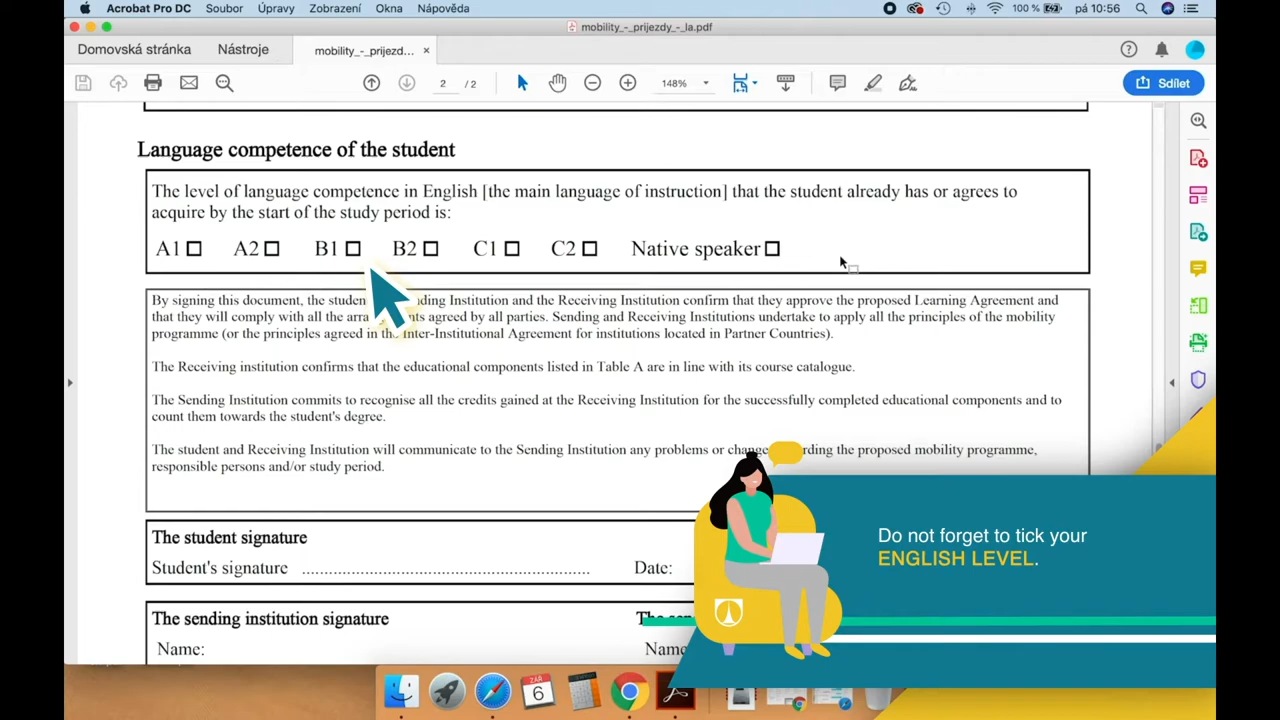 Acrobat Pro DC Soubor Úpravy Zobrazení Okna Nápověda 100 % pá 10:56
mobility_-_prijezdy_-_la.pdf
Domovská stránka Nástroje mobility_-_prijezd... ×
2 / 2 148% Sdílet
Language competence of the student
The level of language competence in English [the main language of instruction] that the student already has or agrees to
acquire by the start of the study period is:
A1 A2 B1 B2 C1 C2 Native speaker
By signing this document, the studen nding Institution and the Receiving Institution confirm that they approve the proposed Learning Agreement and
that they will comply with all the arra nts agreed by all parties. Sending and Receiving Institutions undertake to apply all the principles of the mobility
programme (or the principles agreed in the Inter-Institutional Agreement for institutions located in Partner Countries).
The Receiving institution confirms that the educational components listed in Table A are in line with its course catalogue.
The Sending Institution commits to recognise all the credits gained at the Receiving Institution for the successfully completed educational components and to
count them towards the student's degree.
The student and Receiving Institution will communicate to the Sending Institution any problems or change rding the proposed mobility programme,
responsible persons and/or study period.
The student signature
Student's signature ................................................................ Date:
The sending institution signature The
Name: Name
Do not forget to tick your
ENGLISH LEVEL.
ZÁŘ
6